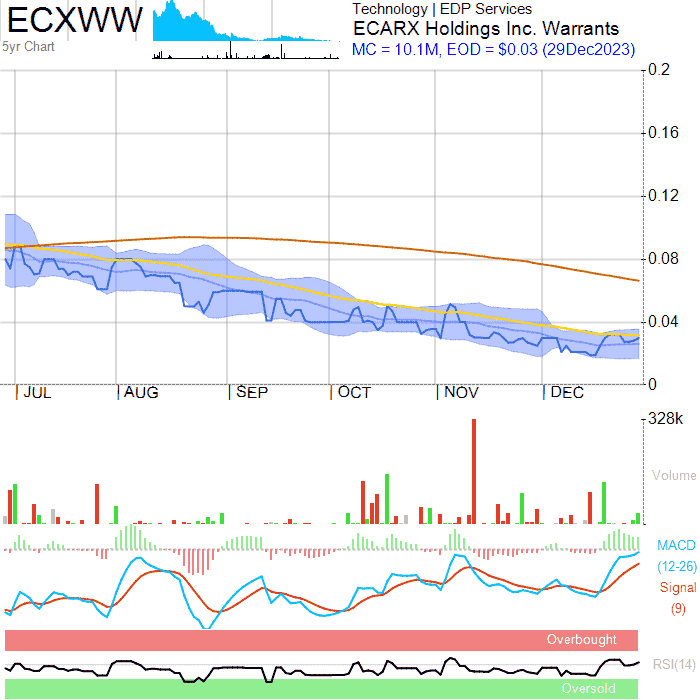 ECXWW
5yr Chart
Technology | EDP Services
ECARX Holdings Inc. Warrants
MC = 10.1M, EOD = $0.03 (29Dec2023)
0.2
0.16
0.12
0.08
0.04
0
JUL AUG SEP OCT NOV DEC
328k
Volume
MACD
(12-26)
Signal
(9)
Overbought
RSI(14)
Oversold